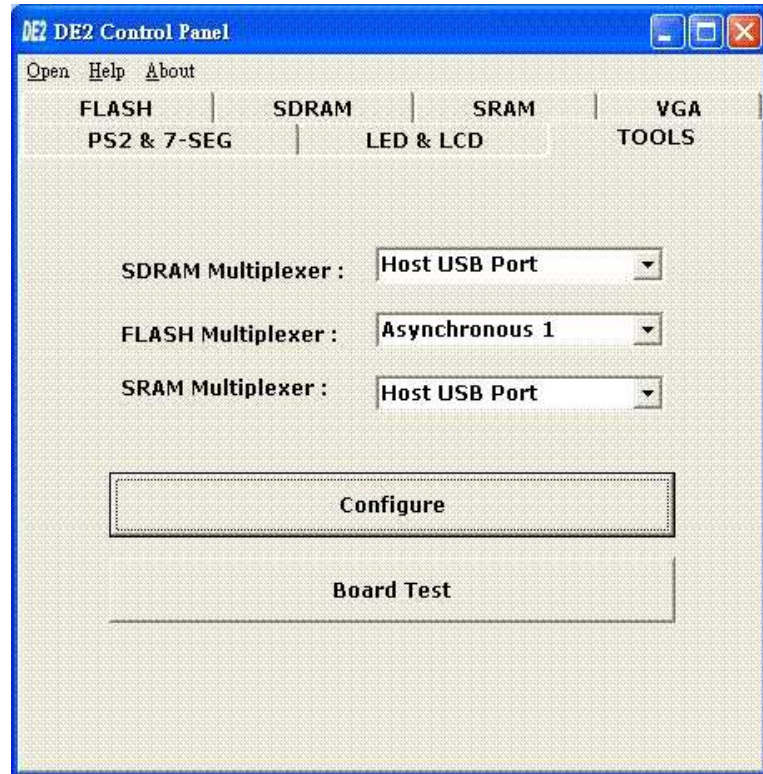 DE2 DE2 Control Panel
Open Help About
FLASH SDRAM SRAM VGA
PS2 & 7-SEG LED & LCD TOOLS
SDRAM Multiplexer : Host USB Port
FLASH Multiplexer : Asynchronous 1
SRAM Multiplexer : Host USB Port
Configure
Board Test